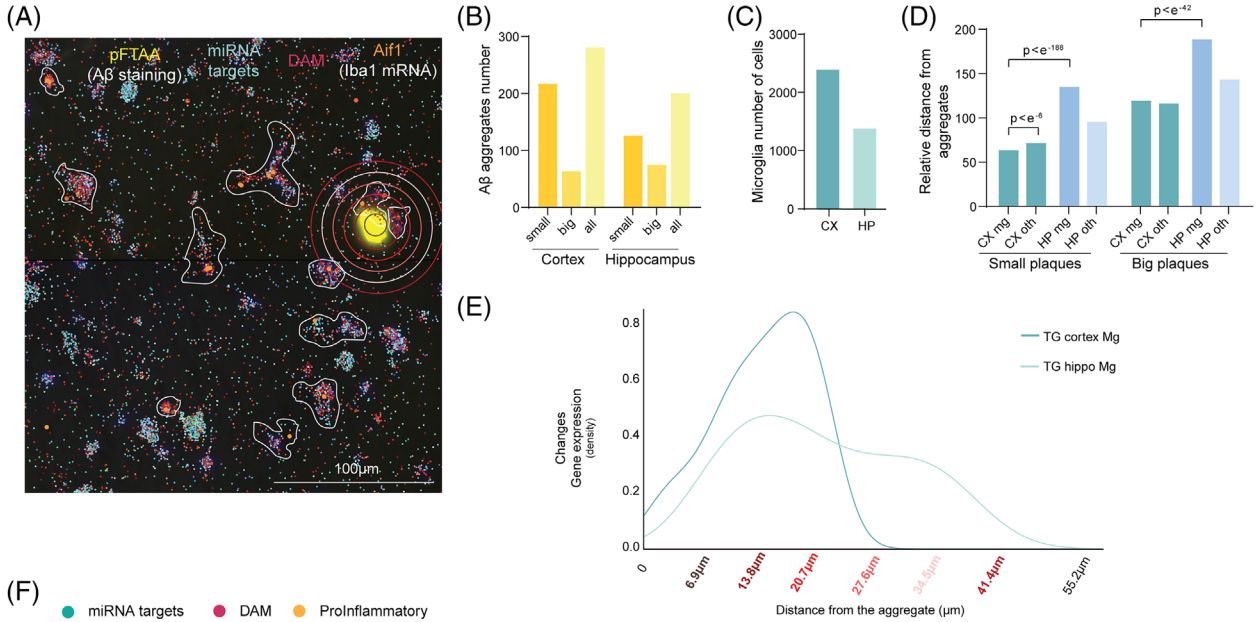 (A)
pFTAA
(Aβ staining)
miRNA
targets
DAM
Aif1
(Iba1 mRNA)
100µm
(B)
Aβ aggregates number
300
200
100
0
small
big
all
small
big
all
Cortex
Hippocampus
(C)
Microglia number of cells
3000
2000
2000
1000
0
CX
HP
(D)
Relative distance from
aggregates
200
150
100
50
0
p<e-6
p<e-188
p<e-42
CX mg
CX oth
HP mg
HP oth
CX mg
CX oth
HP mg
HP oth
Small plaques
Big plaques
(E)
Changes
Gene expression
(density)
0.8
0.6
0.4
0.2
0.0
TG cortex Mg
TG hippo Mg
0
6.9µm
13.8µm
20.7µm
27.6µm
34.5µm
41.4µm
55.2µm
Distance from the aggregate (µm)
(F)
miRNA targets
DAM
ProInflammatory